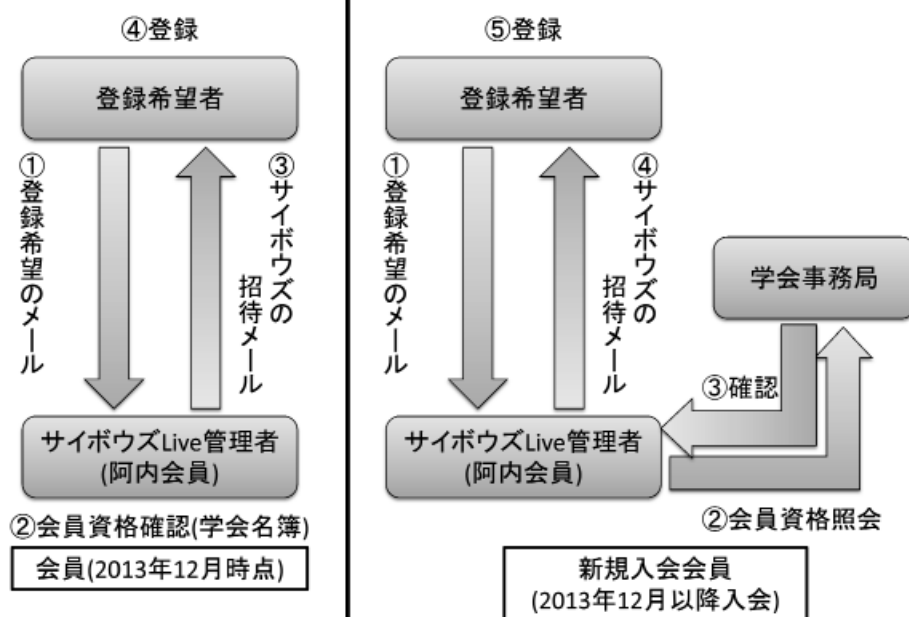 ④登録
登録希望者
①登録希望のメール
③サイボウズの
招待メール
サイボウズLive管理者
(阿内会員)
②会員資格確認(学会名簿)
会員(2013年12月時点)
⑤登録
登録希望者
①登録希望のメール
④サイボウズの
招待メール
学会事務局
③確認
サイボウズLive管理者
(阿内会員)
②会員資格照会
新規入会会員
(2013年12月以降入会)